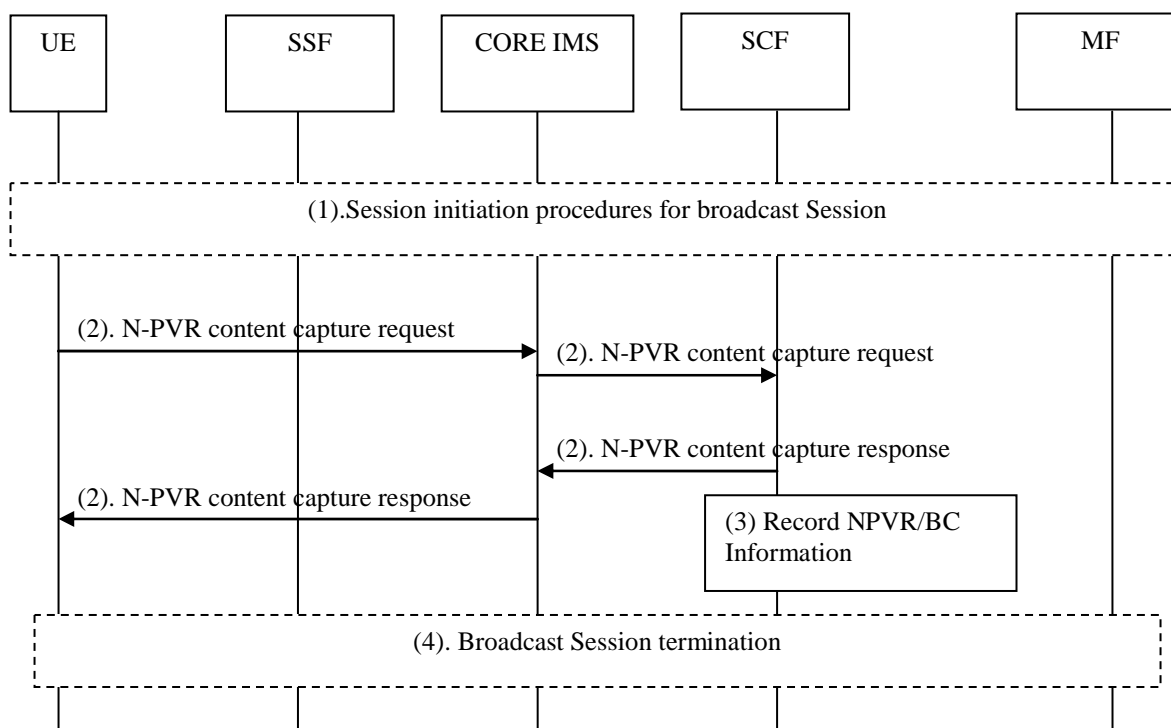 UE
SSF
CORE IMS
SCF
MF
(1).Session initiation procedures for broadcast Session
(2). N-PVR content capture request
(2). N-PVR content capture request
(2). N-PVR content capture response
(2). N-PVR content capture response
(3) Record NPVR/BC
Information
(4). Broadcast Session termination